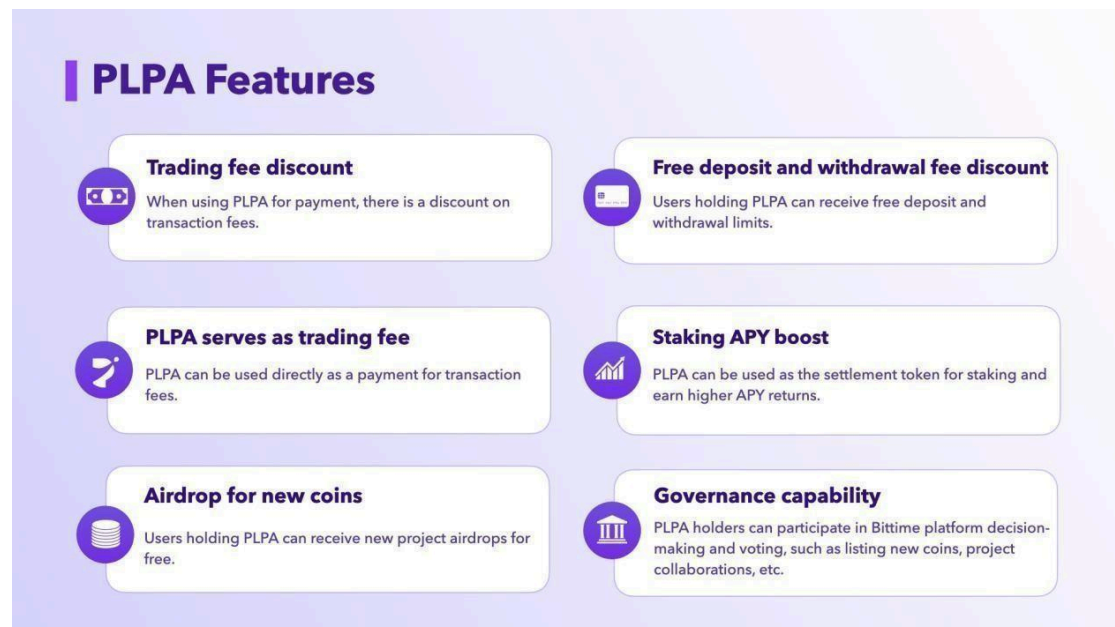 PLPA Features
Trading fee discount
When using PLPA for payment, there is a discount on
transaction fees.
Free deposit and withdrawal fee discount
Users holding PLPA can receive free deposit and
withdrawal limits.
PLPA serves as trading fee
PLPA can be used directly as a payment for transaction
fees.
Staking APY boost
PLPA can be used as the settlement token for staking and
earn higher APY returns.
Airdrop for new coins
Users holding PLPA can receive new project airdrops for
free.
Governance capability
PLPA holders can participate in Bittime platform decision-
making and voting, such as listing new coins, project
collaborations, etc.